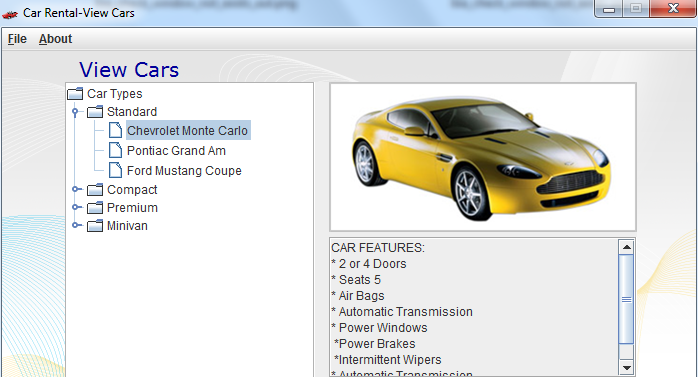 Car Rental-View Cars
File About
View Cars
Car Types
Standard
Chevrolet Monte Carlo
Pontiac Grand Am
Ford Mustang Coupe
Compact
Premium
Minivan
CAR FEATURES:
* 2 or 4 Doors
* Seats 5
* Air Bags
* Automatic Transmission
* Power Windows
*Power Brakes
*Intermittent Wipers
* Automatic Transmission